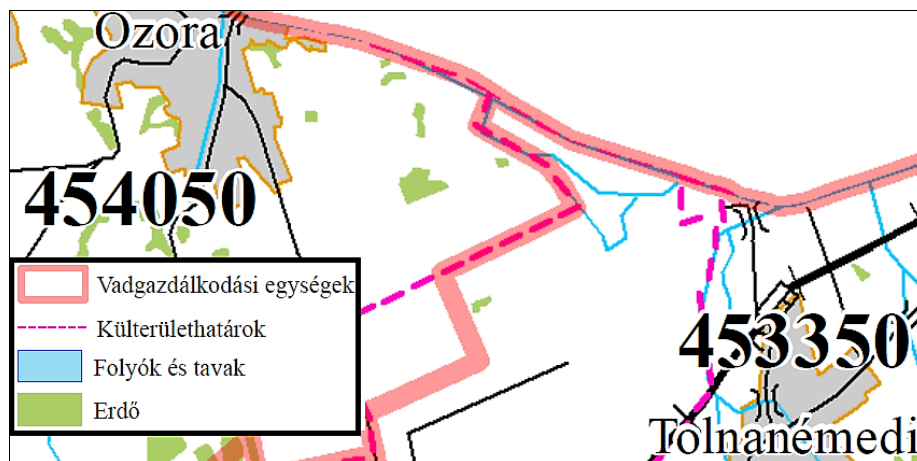 Ozora
454050
Vadgazdálkodási egységek
Külterülethatárok
Folyók és tavak
Erdő
453350
Tolnanémedi